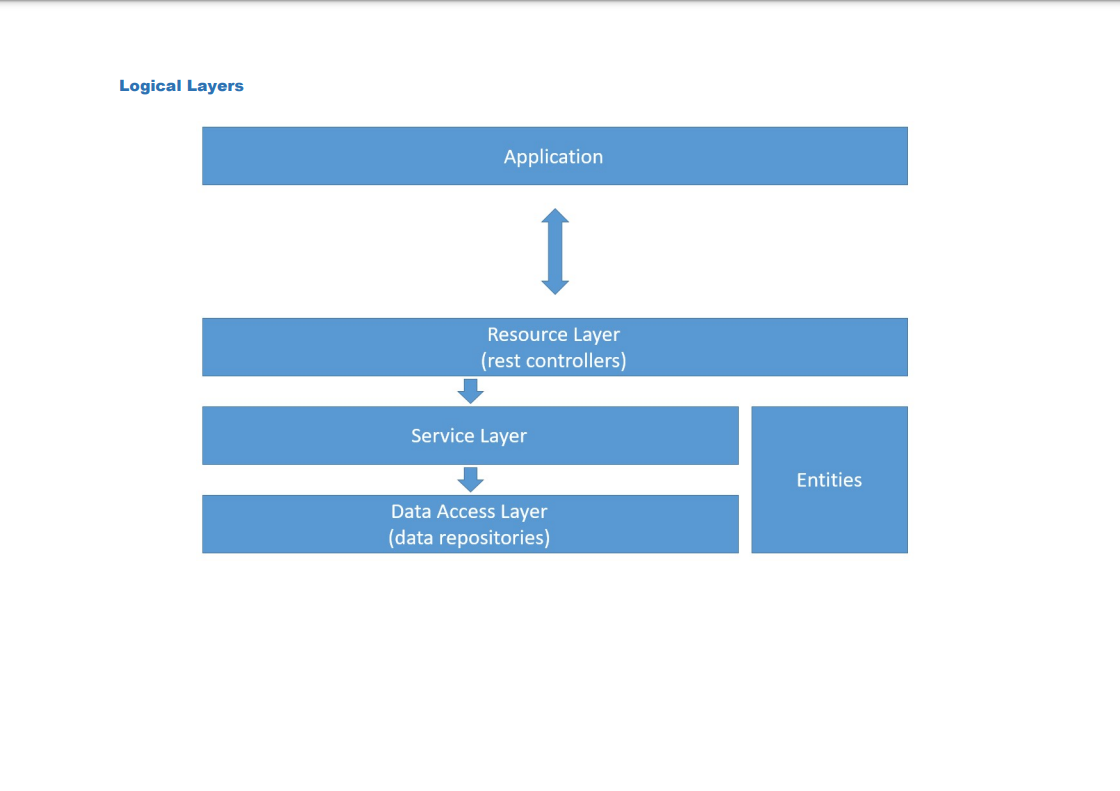 Logical Layers
Application
Resource Layer
(rest controllers)
Service Layer
Entities
Data Access Layer
(data repositories)